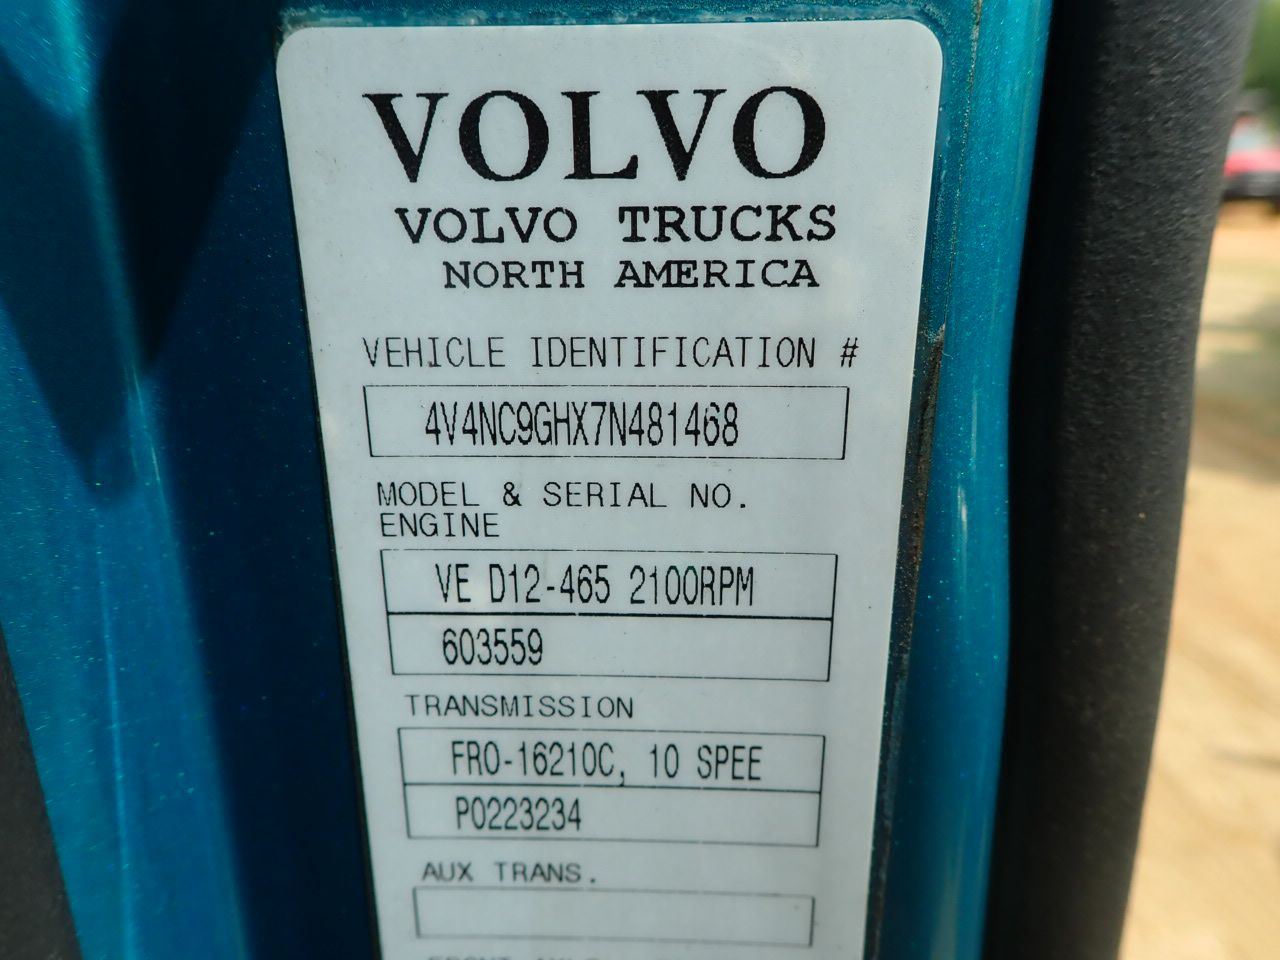 VOLVO
VOLVO TRUCKS
NORTH AMERICA
VEHICLE IDENTIFICATION #
4V4NC9GHX7N481468
MODEL & SERIAL NO.
ENGINE
VE D12-465 2100RPM
603559
TRANSMISSION
FRO-16210C, 10 SPEE
P0223234
AUX TRANS.